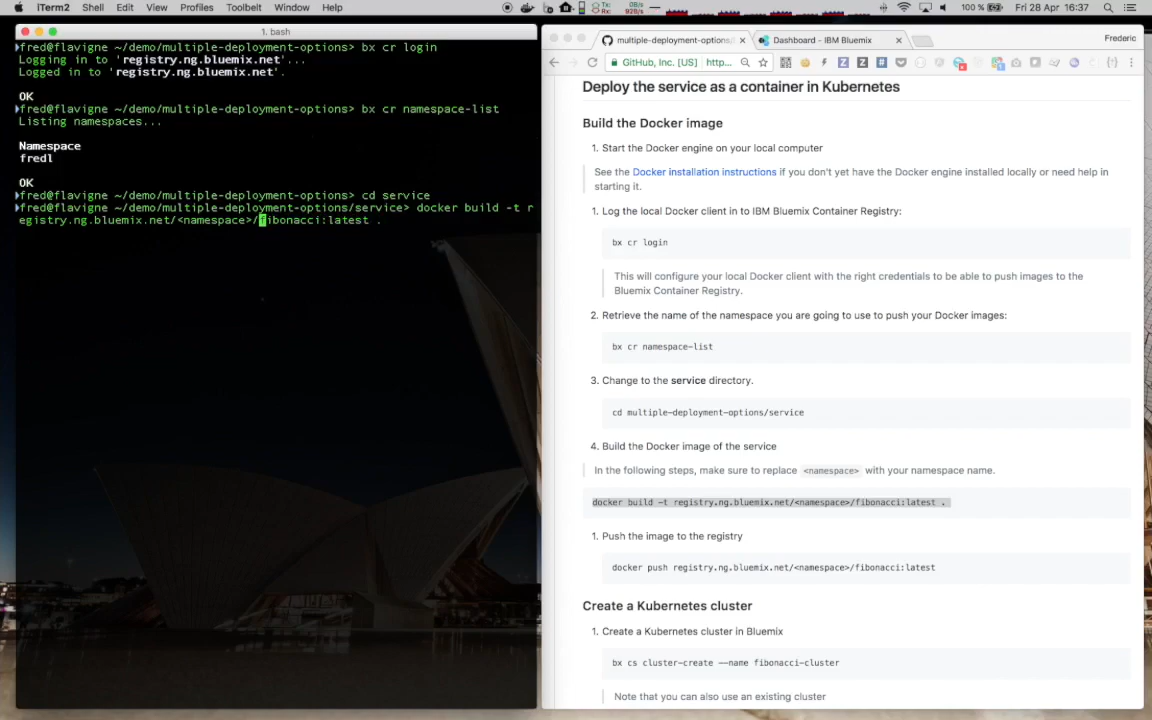 iTerm2 Shell Edit View Profiles Toolbelt Window Help
100 % Fri 28 Apr 16:37
1. bash
fred@flavigne ~/demo/multiple-deployment-options> bx cr login
Logging in to 'registry.ng.bluemix.net'...
Logged in to 'registry.ng.bluemix.net'.
OK
fred@flavigne ~/demo/multiple-deployment-options> bx cr namespace-list
Listing namespaces...
Namespace
fredl
OK
fred@flavigne ~/demo/multiple-deployment-options> cd service
fred@flavigne ~/demo/multiple-deployment-options/service> docker build -t r
egistry.ng.bluemix.net/<namespace>/fibonacci:latest .
multiple-deployment-options/
Dashboard - IBM Bluemix
Frederic
GitHub, Inc. [US] http...
Deploy the service as a container in Kubernetes
Build the Docker image
1. Start the Docker engine on your local computer
See the Docker installation instructions if you don't yet have the Docker Engine installed locally or need help in
starting it.
1. Log the local Docker client in to IBM Bluemix Container Registry:
bx cr login
This will configure your local Docker client with the right credentials to be able to push images to the
Bluemix Container Registry.
2. Retrieve the name of the namespace you are going to use to push your Docker images:
bx cr namespace-list
3. Change to the service directory.
cd multiple-deployment-options/service
4. Build the Docker image of the service
In the following steps, make sure to replace <namespace> with your namespace name.
docker build -t registry.ng.bluemix.net/<namespace>/fibonacci:latest .
1. Push the image to the registry
docker push registry.ng.bluemix.net/<namespace>/fibonacci:latest
Create a Kubernetes cluster
1. Create a Kubernetes cluster in Bluemix
bx cs cluster-create --name fibonacci-cluster
Note that you can also use an existing cluster